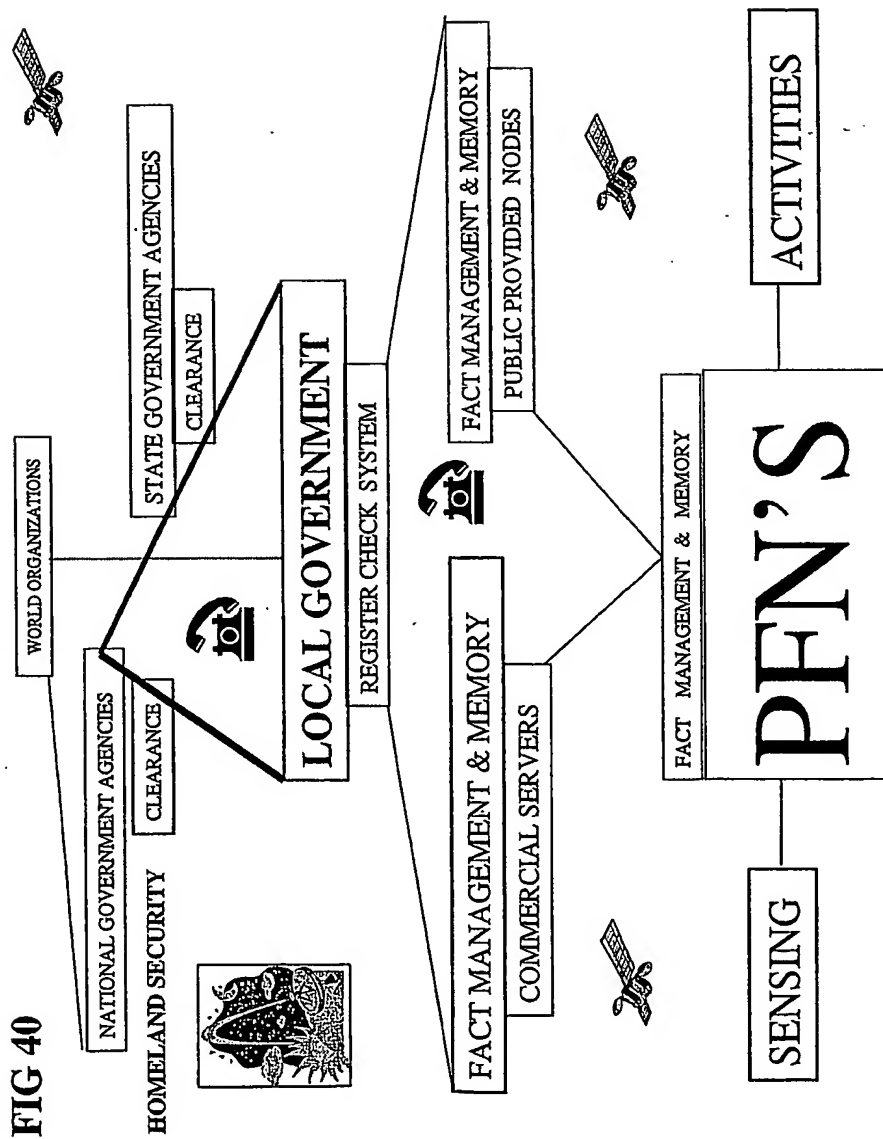 FIG 40
WORLD ORGANIZATIONS
NATIONAL GOVERNMENT AGENCIES
CLEARANCE
STATE GOVERNMENT AGENCIES
CLEARANCE
HOMELAND SECURITY
LOCAL GOVERNMENT
REGISTER CHECK SYSTEM
FACT MANAGEMENT & MEMORY
COMMERCIAL SERVERS
FACT MANAGEMENT & MEMORY
PUBLIC PROVIDED NODES
FACT MANAGEMENT & MEMORY
SENSING
PFN'S
ACTIVITIES